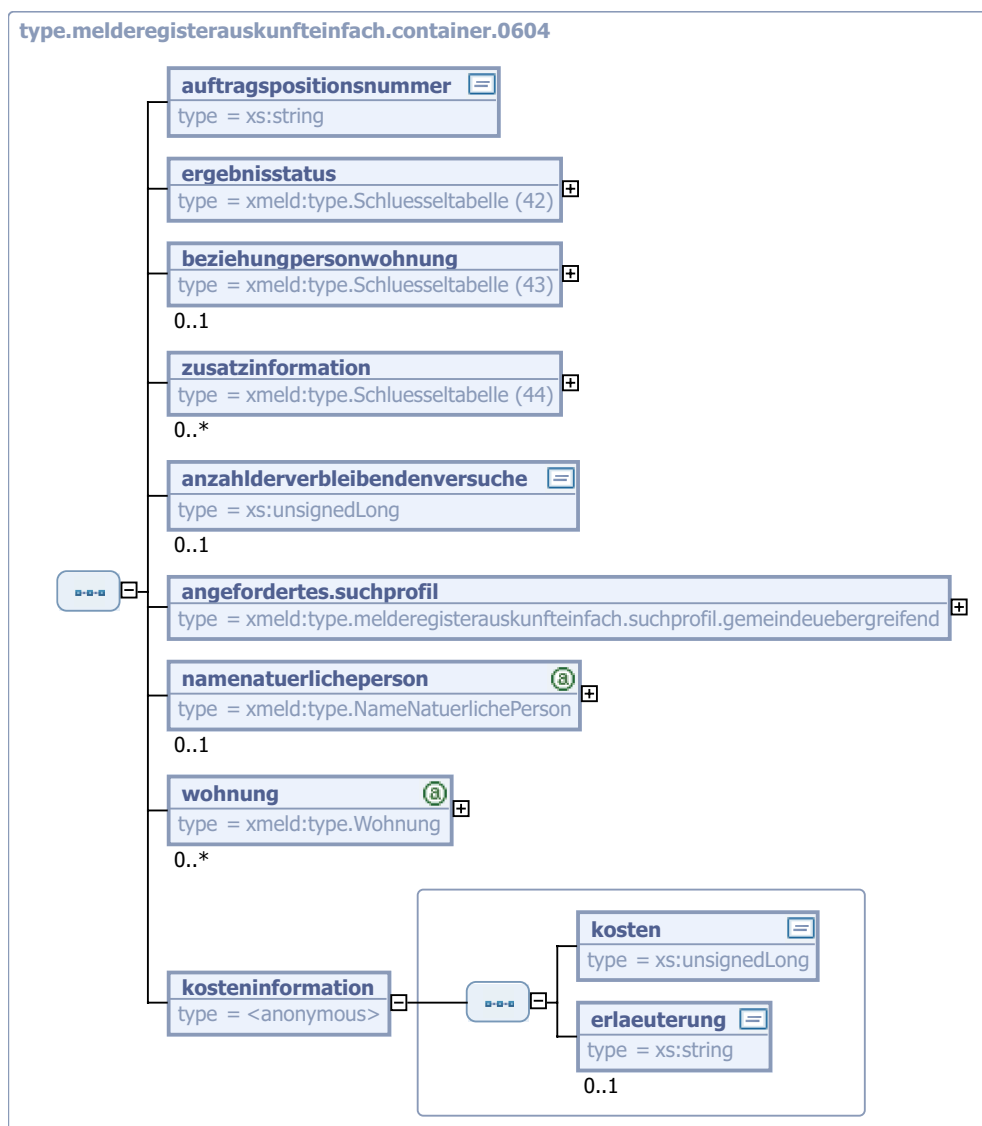 type.melderegisterauskunfteinfach.container.0604
auftragspositionsnummer
type = xs:string
ergebnisstatus
type = xmeld:type.Schluesseltabelle (42)
beziehungpersonwohnung
type = xmeld:type.Schluesseltabelle (43)
0..1
zusatzinformation
type = xmeld:type.Schluesseltabelle (44)
0..*
anzahlderverbleibendenversuche
type = xs:unsignedLong
0..1
angefordertes.suchprofil
type = xmeld:type.melderegisterauskunfteinfach.suchprofil.gemeindeuebergreifend
namenatuerlicheperson
type = xmeld:type.NameNatuerlichePerson
0..1
wohnung
type = xmeld:type.Wohnung
0..*
kosteninformation
type = <anonymous>
kosten
type = xs:unsignedLong
erlaeuterung
type = xs:string
0..1